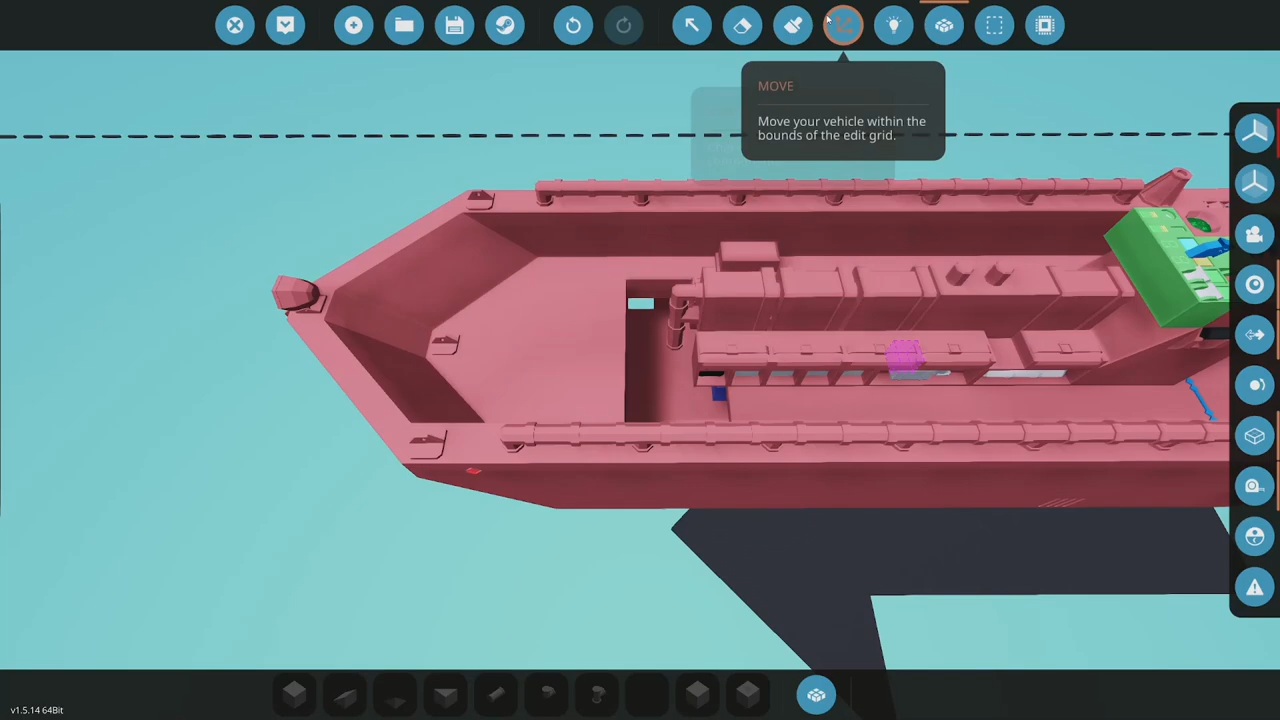 MOVE
Move your vehicle within the
bounds of the edit grid.
v1.5.14 64Bit